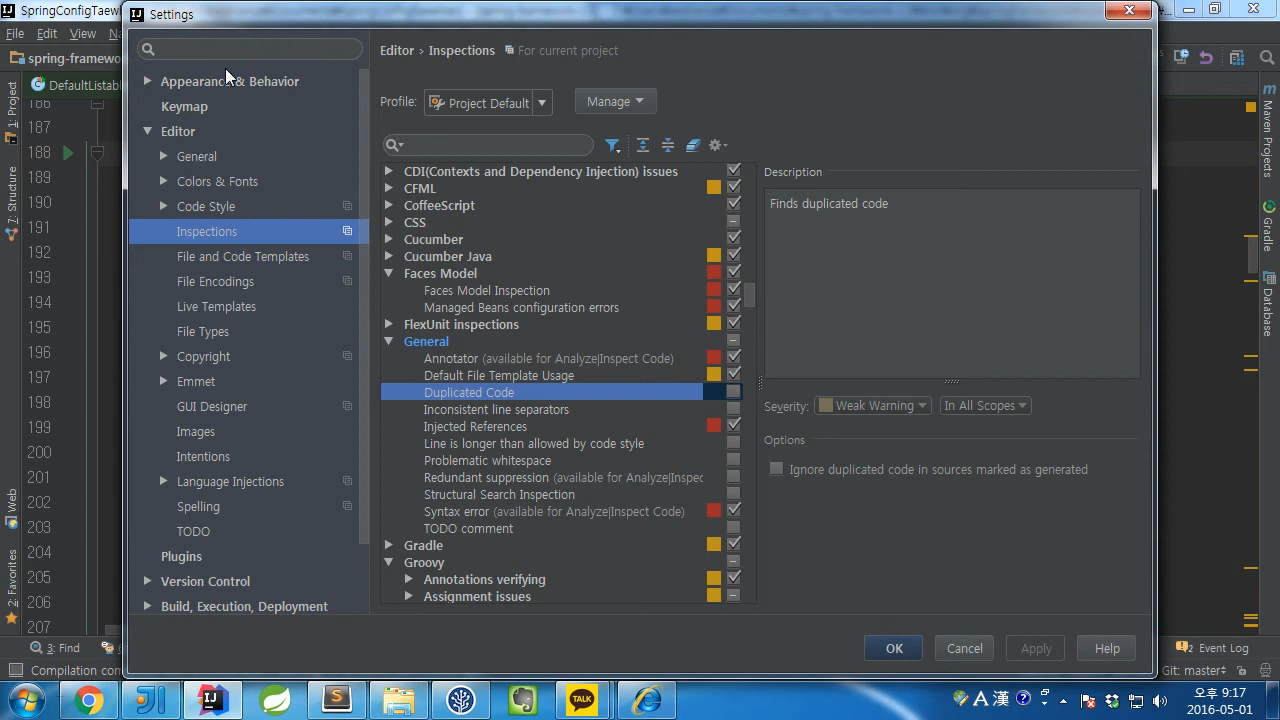 SpringConfigTaew
Settings
File Edit View
spring-framewo
DefaultListabl
1: Project
7: Structure
Web
2: Favorites
186
187
188
189
190
191
192
193
194
195
196
197
198
199
200
201
202
203
204
205
206
207
Appearance & Behavior
Keymap
Editor
General
Colors & Fonts
Code Style
Inspections
File and Code Templates
File Encodings
Live Templates
File Types
Copyright
Emmet
GUI Designer
Images
Intentions
Language Injections
Spelling
TODO
Plugins
Version Control
Build, Execution, Deployment
Editor › Inspections For current project
Profile: Project Default Manage
CDI(Contexts and Dependency Injection) issues
CFML
CoffeeScript
CSS
Cucumber
Cucumber Java
Faces Model
Faces Model Inspection
Managed Beans configuration errors
FlexUnit inspections
General
Annotator (available for Analyze|Inspect Code)
Default File Template Usage
Duplicated Code
Inconsistent line separators
Injected References
Line is longer than allowed by code style
Problematic whitespace
Redundant suppression (available for Analyze|Inspec
Structural Search Inspection
Syntax error (available for Analyze|Inspect Code)
TODO comment
Gradle
Groovy
Annotations verifying
Assignment issues
Description
Finds duplicated code
Severity: Weak Warning In All Scopes
Options
Ignore duplicated code in sources marked as generated
OK Cancel Apply Help
Maven Projects
Gradle
Database
3: Find
2 Event Log
Compilation con
Git: master
TALK
A 漢
오후 9:17
2016-05-01